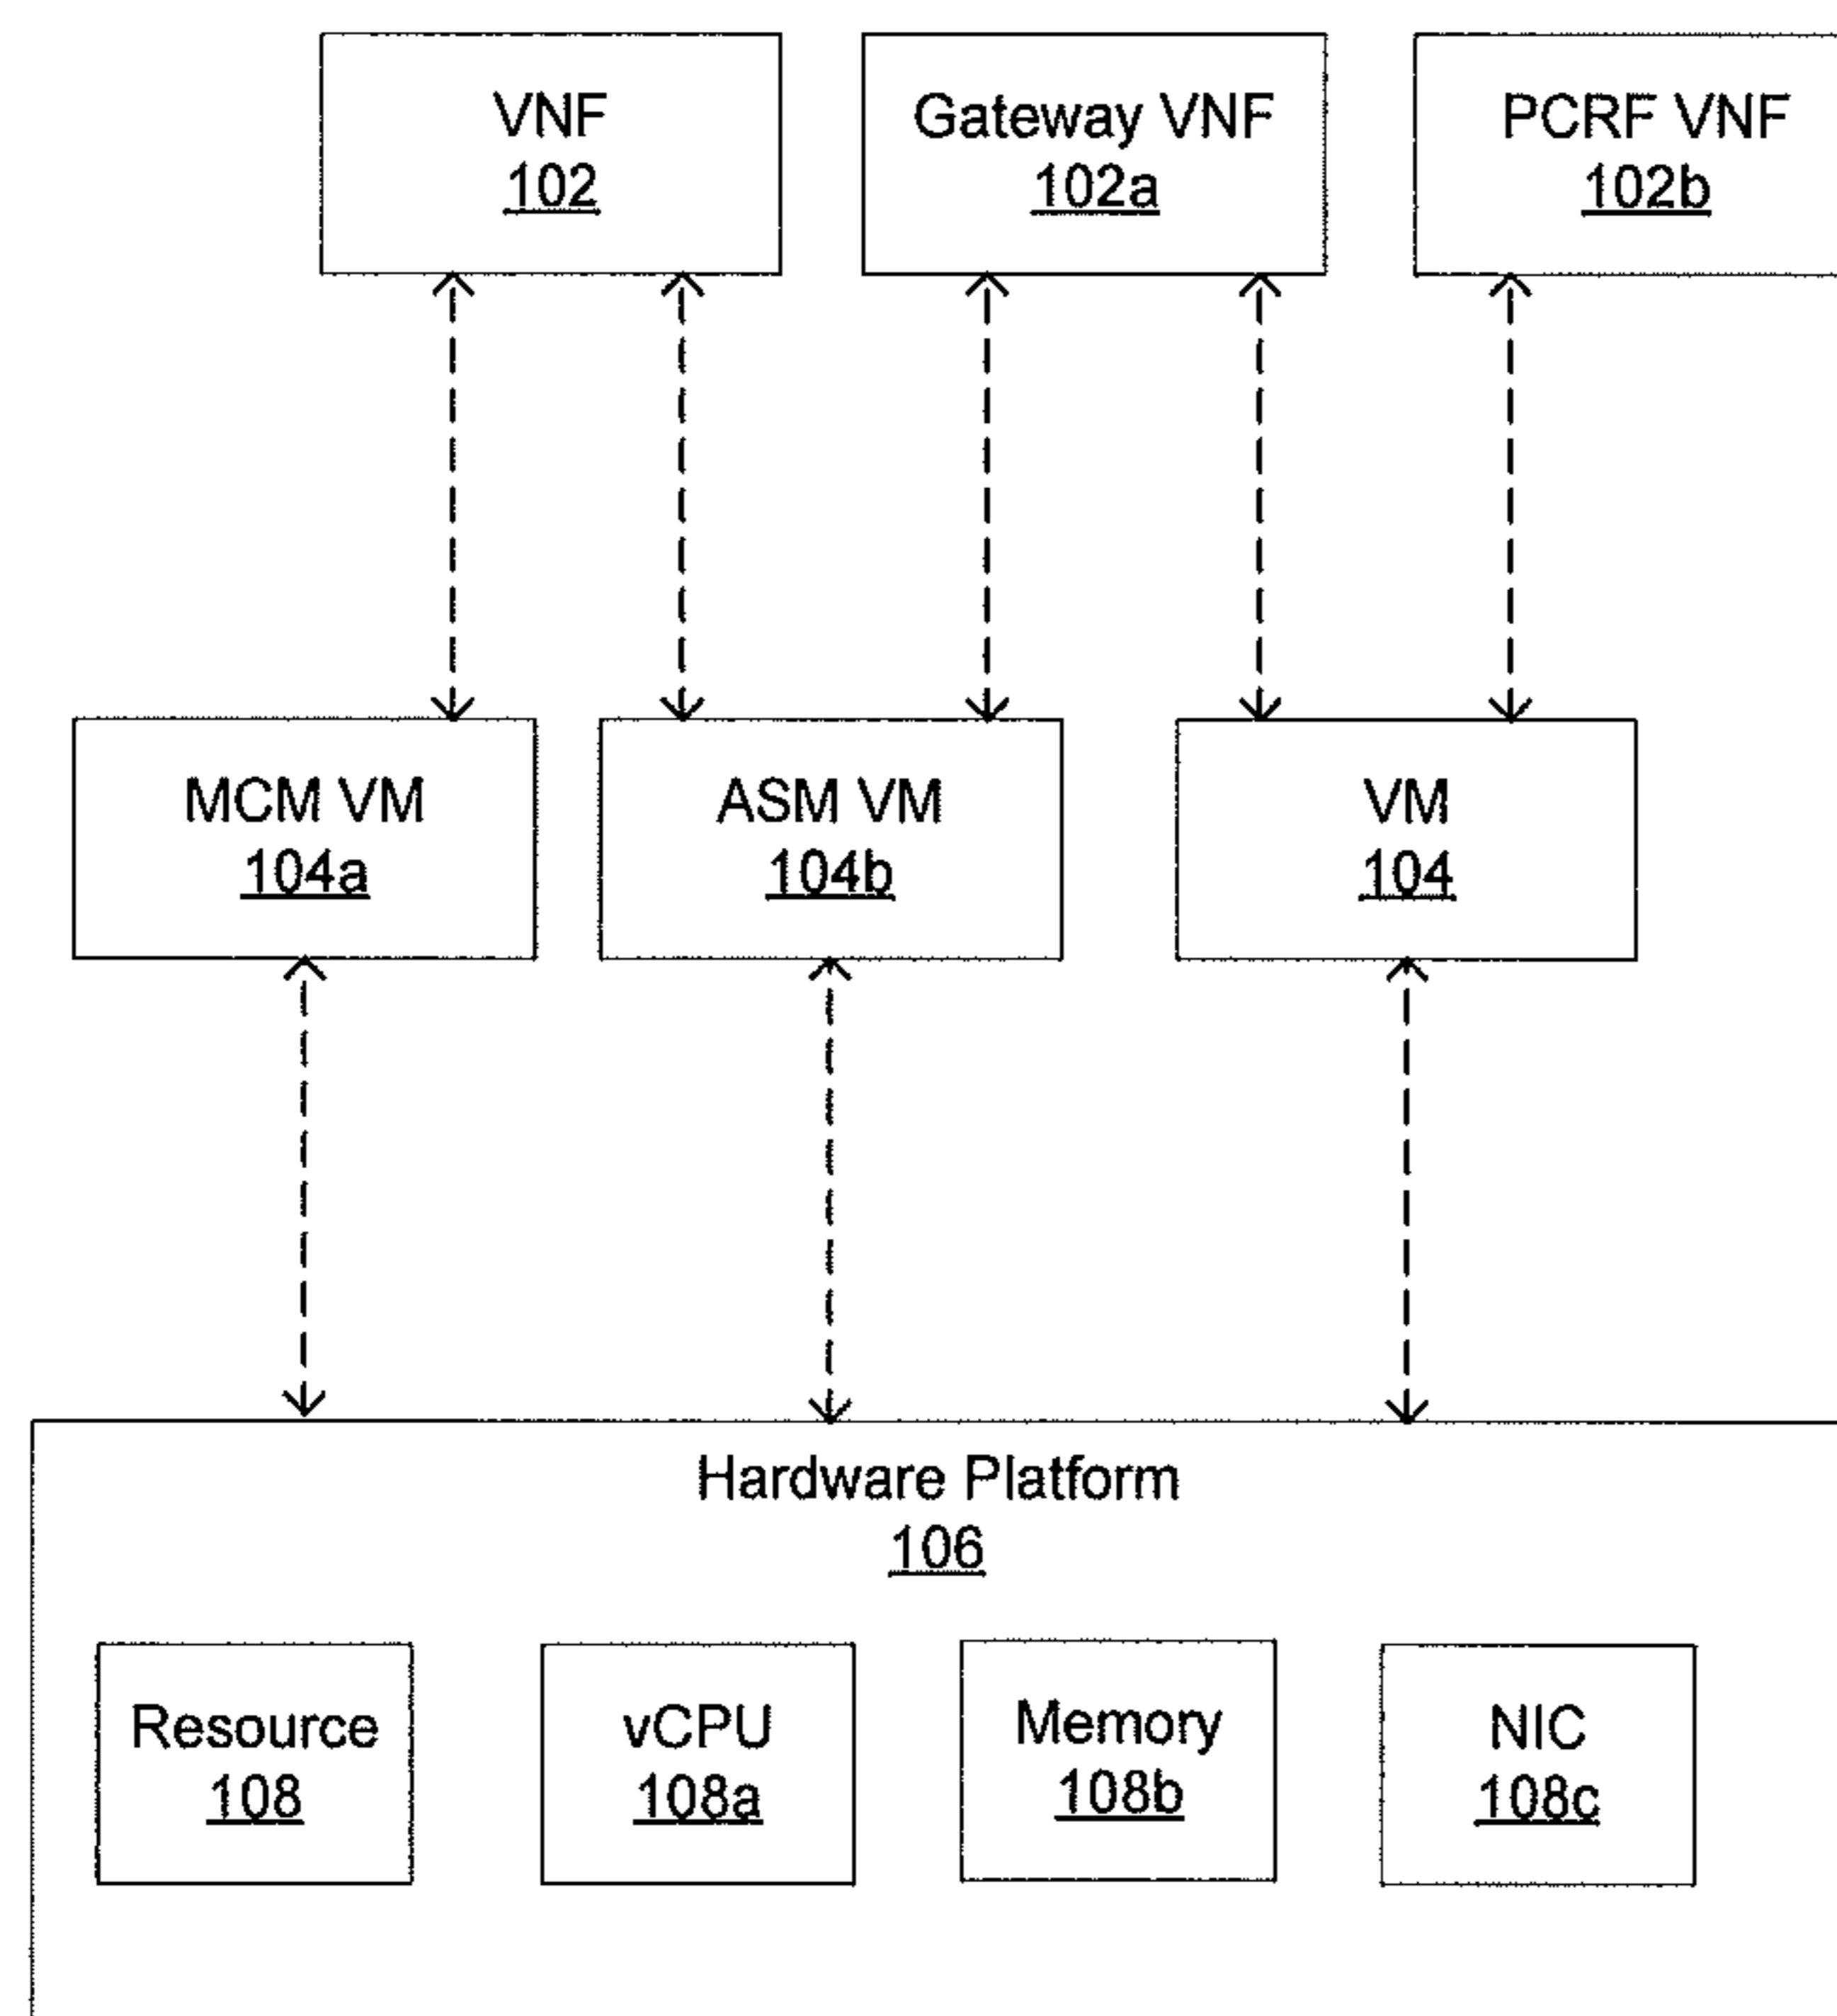 VNF
102
Gateway VNF
102a
PCRF VNF
102b
MCM VM
104a
ASM VM
104b
VM
104
Hardware Platform
106
Resource
108
vCPU
108a
Memory
108b
NIC
108c